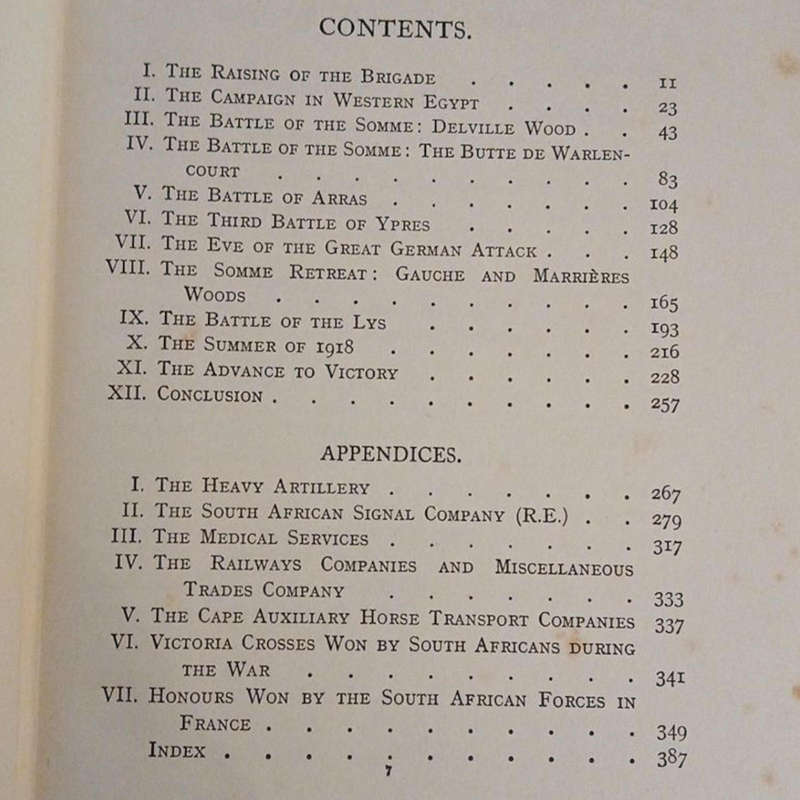 CONTENTS.
I. The Raising of the Brigade . . . . . 11
II. The Campaign in Western Egypt . . . . 23
III. The Battle of the Somme: Delville Wood . . 43
IV. The Battle of the Somme: The Butte de Warlen-
court . . . . . . . . . . 83
V. The Battle of Arras . . . . . . . 104
VI. The Third Battle of Ypres . . . . . 128
VII. The Eve of the Great German Attack . . . 148
VIII. The Somme Retreat: Gauche and Marrières
Woods . . . . . . . . . . 165
IX. The Battle of the Lys . . . . . . 193
X. The Summer of 1918 . . . . . . . 216
XI. The Advance to Victory . . . . . . 228
XII. Conclusion . . . . . . . . . . 257
APPENDICES.
I. The Heavy Artillery . . . . . . . 267
II. The South African Signal Company (R.E.) . . 279
III. The Medical Services . . . . . . . 317
IV. The Railways Companies and Miscellaneous
Trades Company . . . . . . . 333
V. The Cape Auxiliary Horse Transport Companies 337
VI. Victoria Crosses Won by South Africans during
the War . . . . . . . . . 341
VII. Honours Won by the South African Forces in
France . . . . . . . . . . 349
Index . . . . . . . . . . . 387
7